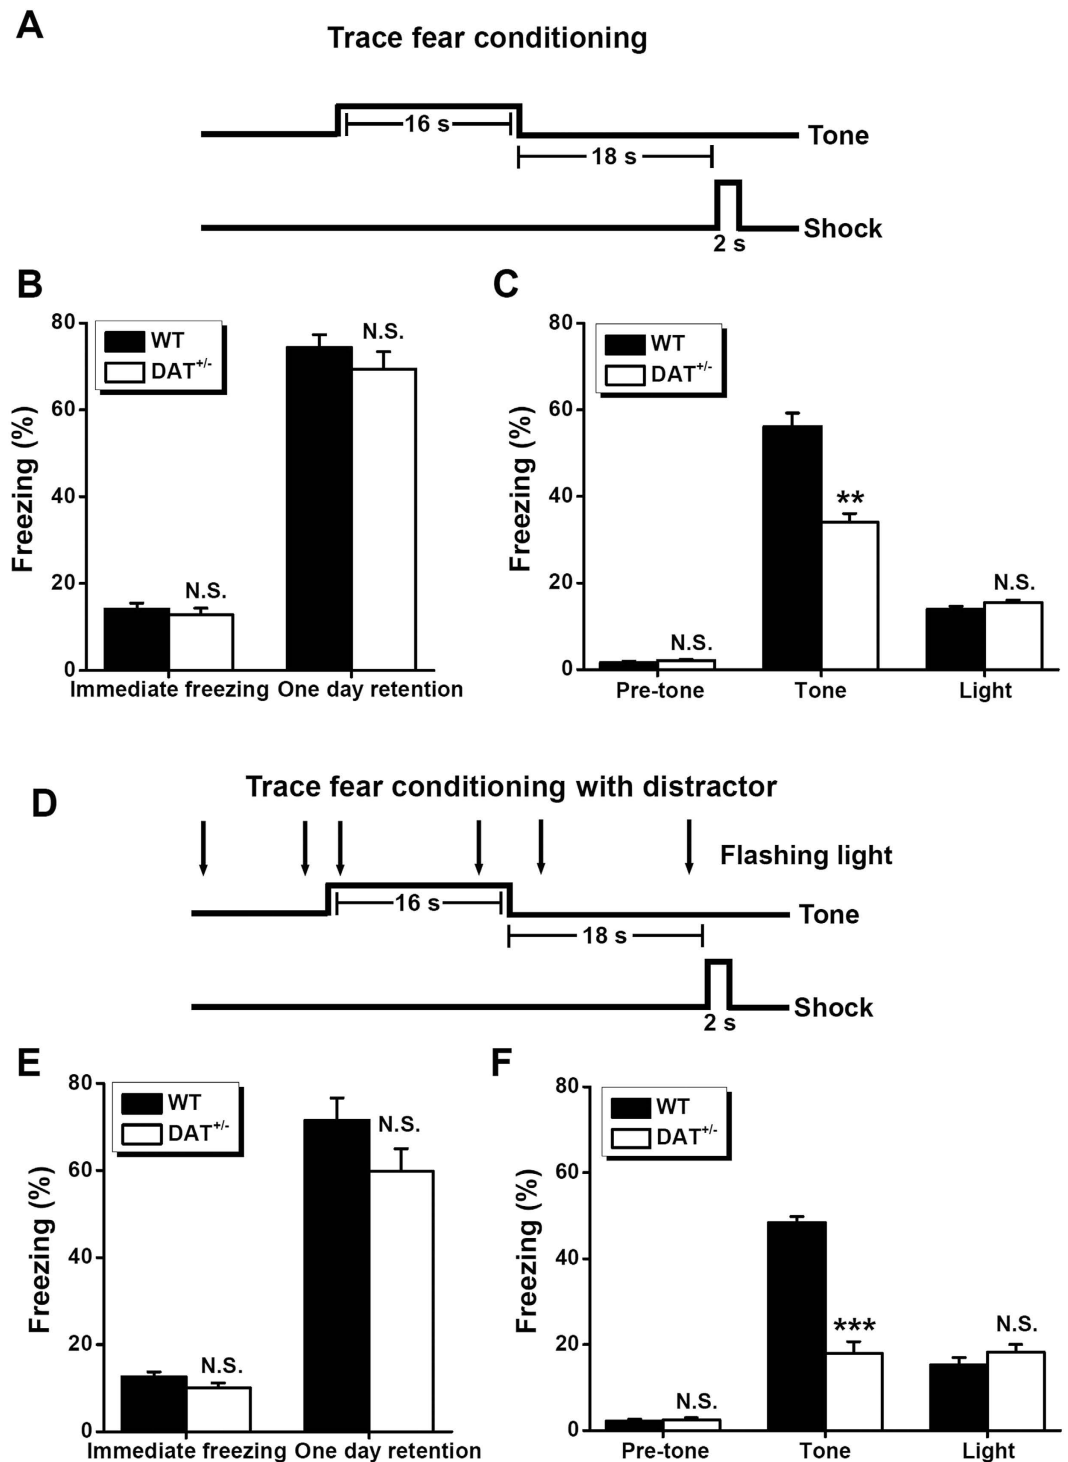 A
Trace fear conditioning
16 s
Tone
18 s
Shock
2 s
B
WT
DAT+/-
Freezing (%)
80
60
40
20
0
N.S.
N.S.
Immediate freezing
One day retention
C
WT
DAT+/-
Freezing (%)
80
60
40
20
0
N.S.
**
N.S.
Pre-tone
Tone
Light
D
Trace fear conditioning with distractor
Flashing light
16 s
Tone
18 s
Shock
2 s
E
WT
DAT+/-
Freezing (%)
80
60
40
20
0
N.S.
N.S.
Immediate freezing
One day retention
F
WT
DAT+/-
Freezing (%)
80
60
40
20
0
N.S.
***
N.S.
Pre-tone
Tone
Light